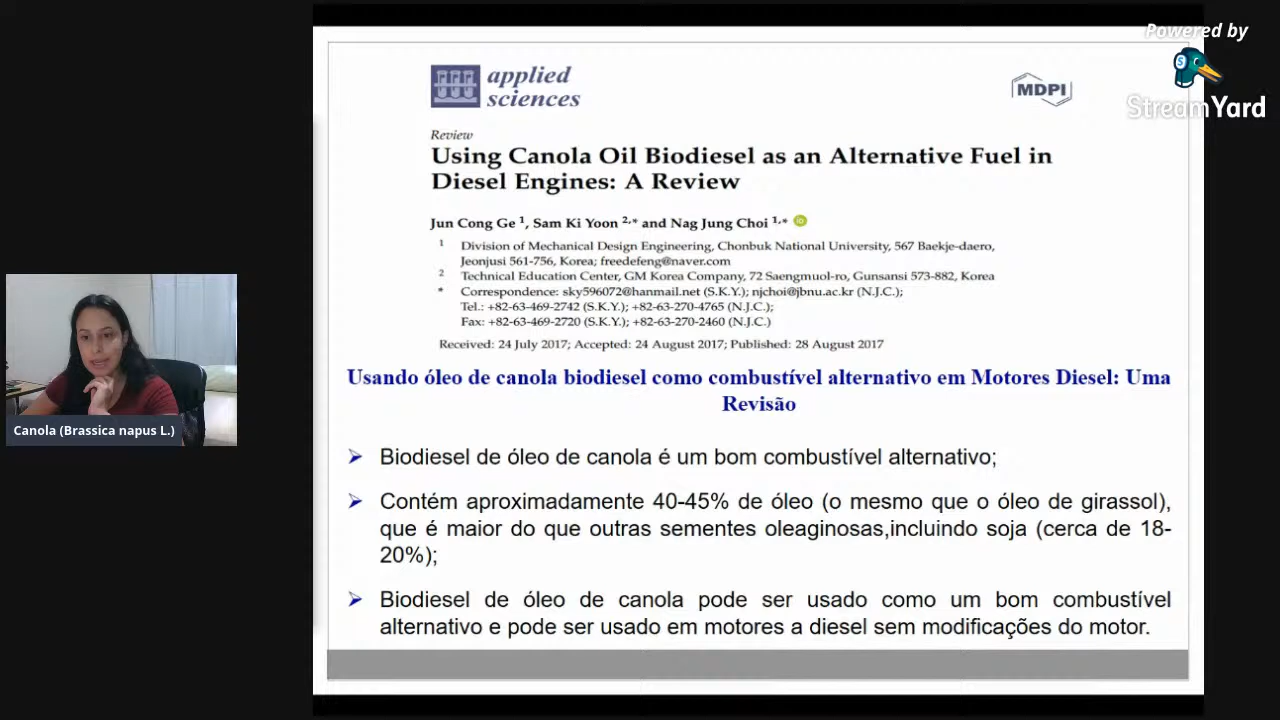 Powered by
StreamYard
applied
sciences
MDPI
Review
Using Canola Oil Biodiesel as an Alternative Fuel in
Diesel Engines: A Review
Jun Cong Ge 1, Sam Ki Yoon 2,* and Nag Jung Choi 1,* iD
1 Division of Mechanical Design Engineering, Chonbuk National University, 567 Baekje-daero,
Jeonjusi 561-756, Korea; freedefeng@naver.com
2 Technical Education Center, GM Korea Company, 72 Saengmuol-ro, Gunsansi 573-882, Korea
* Correspondence: sky596072@hanmail.net (S.K.Y.); njchoi@jbnu.ac.kr (N.J.C.);
Tel.: +82-63-469-2742 (S.K.Y.); +82-63-270-4765 (N.J.C.);
Fax: +82-63-469-2720 (S.K.Y.); +82-63-270-2460 (N.J.C.)
Received: 24 July 2017; Accepted: 24 August 2017; Published: 28 August 2017
Usando óleo de canola biodiesel como combustível alternativo em Motores Diesel: Uma
Revisão
Canola (Brassica napus L.)
➢ Biodiesel de óleo de canola é um bom combustível alternativo;
➢ Contém aproximadamente 40-45% de óleo (o mesmo que o óleo de girassol),
que é maior do que outras sementes oleaginosas,incluindo soja (cerca de 18-
20%);
➢ Biodiesel de óleo de canola pode ser usado como um bom combustível
alternativo e pode ser usado em motores a diesel sem modificações do motor.